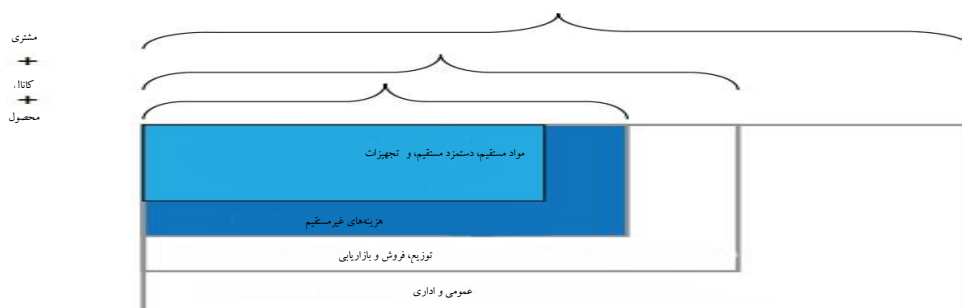 مشتری
+
کانال
+
محصول
مواد مستقیم، دستمزد مستقیم، و تجهیزات
هزینه‌های غیرمستقیم
توزیع، فروش و بازاریابی
عمومی و اداری